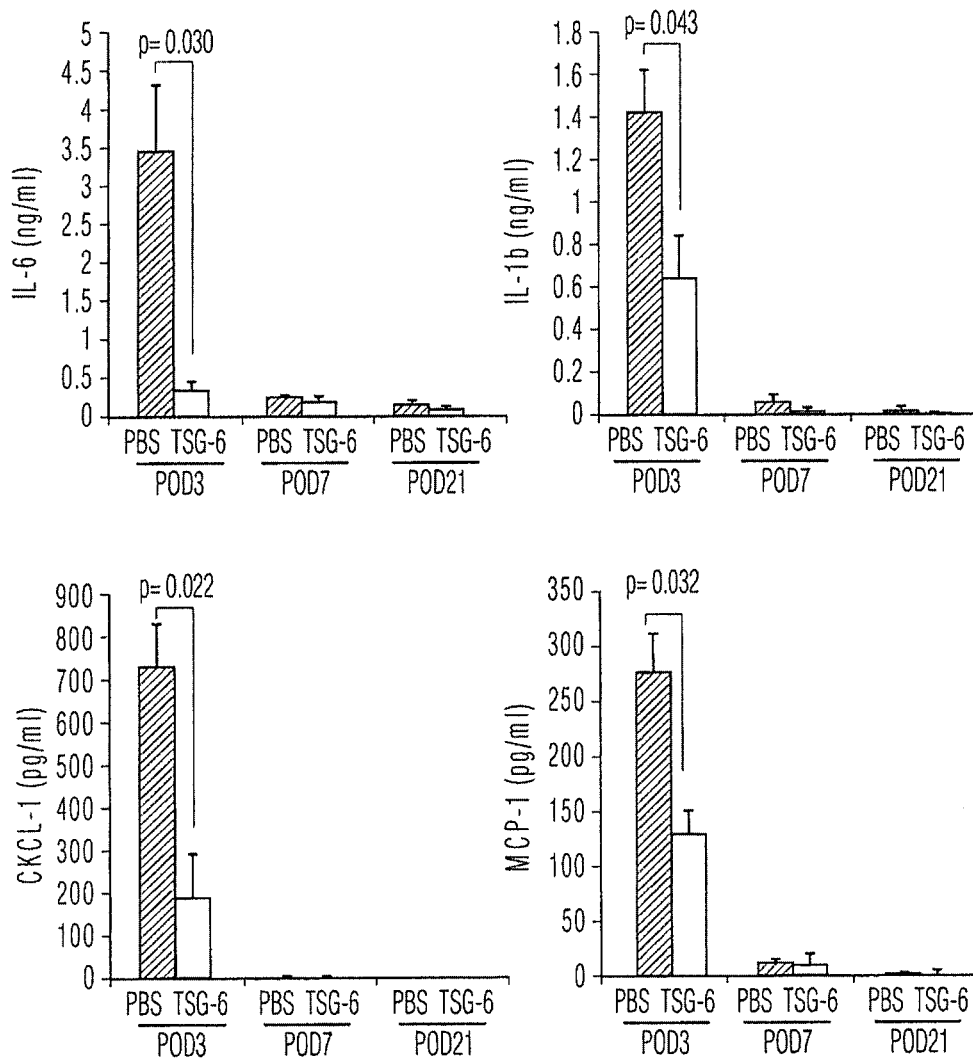 p= 0.030
IL-6 (ng/ml)
5
4.5
4
3.5
3
2.5
2
1.5
1
0.5
0
PBS TSG-6 PBS TSG-6 PBS TSG-6
POD3 POD7 POD21
p= 0.043
IL-1b (ng/ml)
1.8
1.6
1.4
1.2
1
0.8
0.6
0.4
0.2
0
PBS TSG-6 PBS TSG-6 PBS TSG-6
POD3 POD7 POD21
p= 0.022
CKCL-1 (pg/ml)
900
800
700
600
500
400
300
200
100
0
PBS TSG-6 PBS TSG-6 PBS TSG-6
POD3 POD7 POD21
p= 0.032
MCP-1 (pg/ml)
350
300
250
200
150
100
50
0
PBS TSG-6 PBS TSG-6 PBS TSG-6
POD3 POD7 POD21